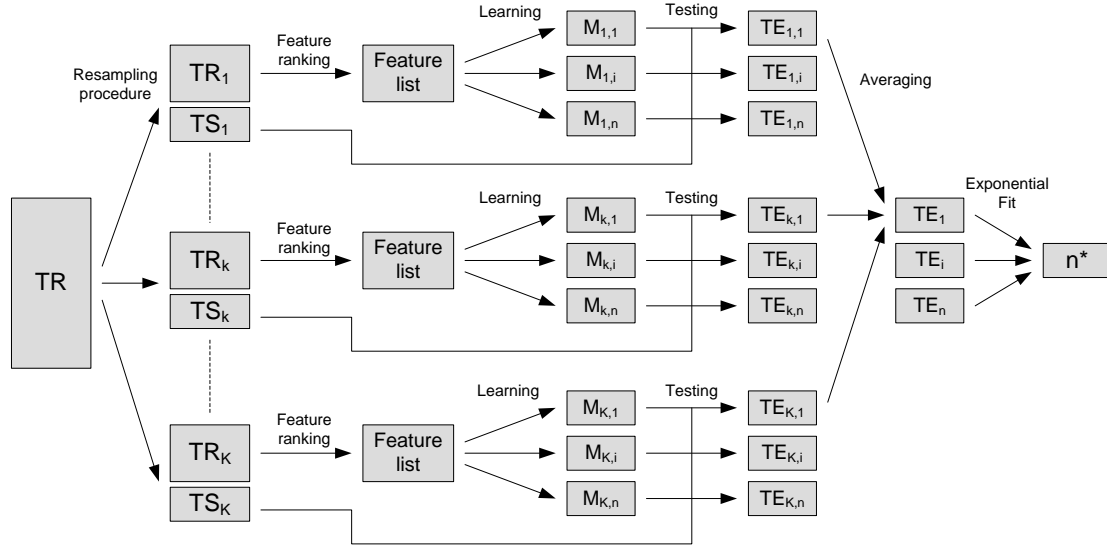 Learning
M1,1
Testing
TE1,1
Resampling
procedure
TR1
Feature
ranking
Feature
list
M1,i
TE1,i
Averaging
TS1
M1,n
TE1,n
TR
Learning
Mk,1
Testing
TEk,1
TE1
Exponential
Fit
TRk
Feature
ranking
Feature
list
Mk,i
TEk,i
TEi
n*
TSk
Mk,n
TEk,n
TEn
Learning
MK,1
Testing
TEK,1
TRK
Feature
ranking
Feature
list
MK,i
TEK,i
TSK
MK,n
TEK,n